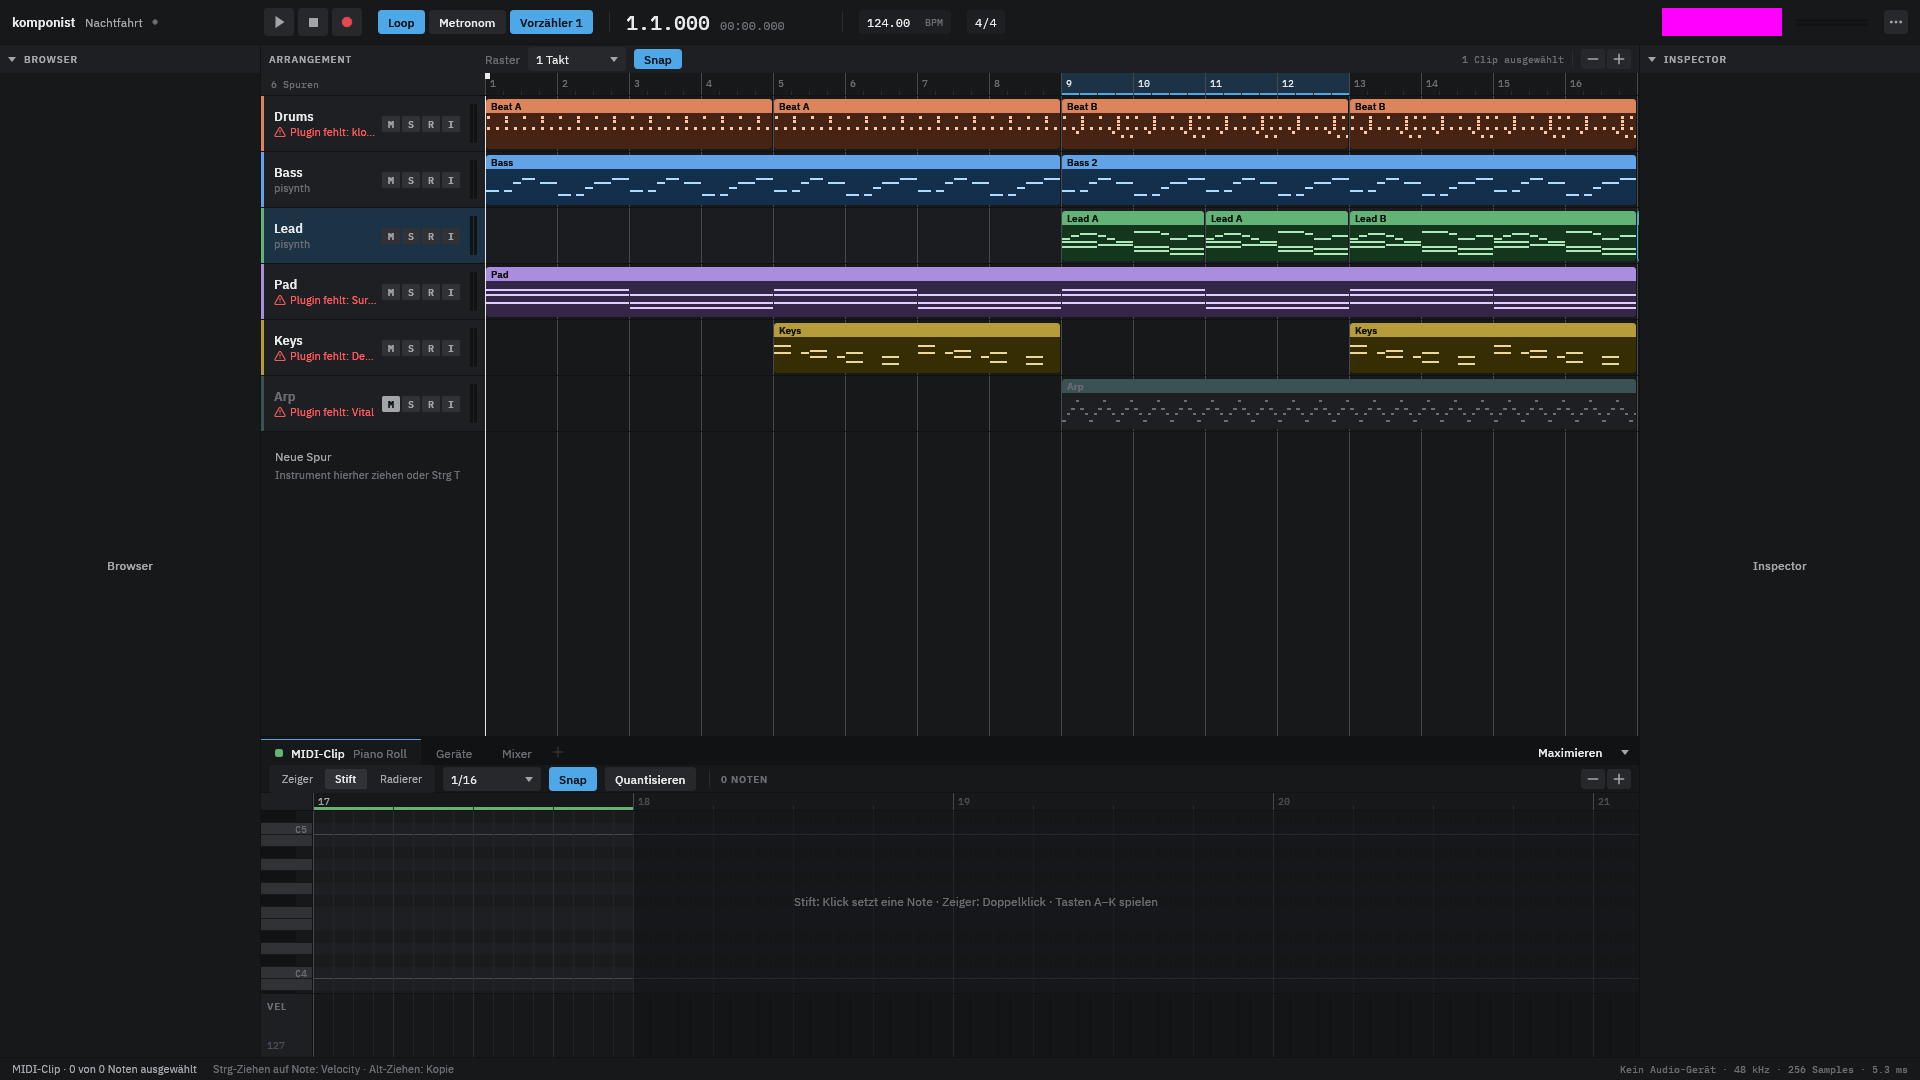 komponist Nachtfahrt Loop Metronom Vorzähler 1 1.1.000 00:00.000 124.00 BPM 4/4
BROWSER
ARRANGEMENT Raster 1 Takt Snap 1 Clip ausgewählt
INSPECTOR
6 Spuren 1 2 3 4 5 6 7 8 9 10 11 12 13 14 15 16
Drums M S R I
Plugin fehlt: klo...
Beat A Beat A Beat B Beat B
Bass M S R I
pisynth
Bass Bass 2
Lead M S R I
pisynth
Lead A Lead A Lead B
Pad M S R I
Plugin fehlt: Sur...
Pad
Keys M S R I
Plugin fehlt: De...
Keys Keys
Arp M S R I
Plugin fehlt: Vital
Arp
Neue Spur
Instrument hierher ziehen oder Strg T
Browser
Inspector
MIDI-Clip Piano Roll Geräte Mixer Maximieren
Zeiger Stift Radierer 1/16 Snap Quantisieren 0 NOTEN
17 18 19 20 21
C5
Stift: Klick setzt eine Note · Zeiger: Doppelklick · Tasten A–K spielen
C4
VEL
127
MIDI-Clip · 0 von 0 Noten ausgewählt Strg-Ziehen auf Note: Velocity · Alt-Ziehen: Kopie Kein Audio-Gerät · 48 kHz · 256 Samples · 5.3 ms